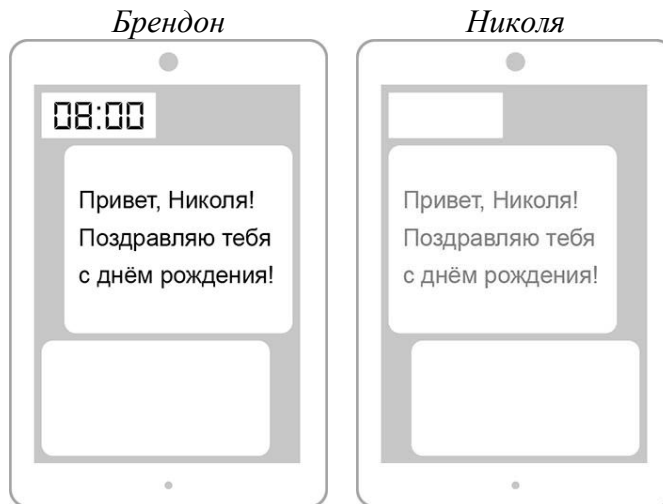 Брендон
Николя
08:00
Привет, Николя!
Поздравляю тебя
с днём рождения!
Привет, Николя!
Поздравляю тебя
с днём рождения!